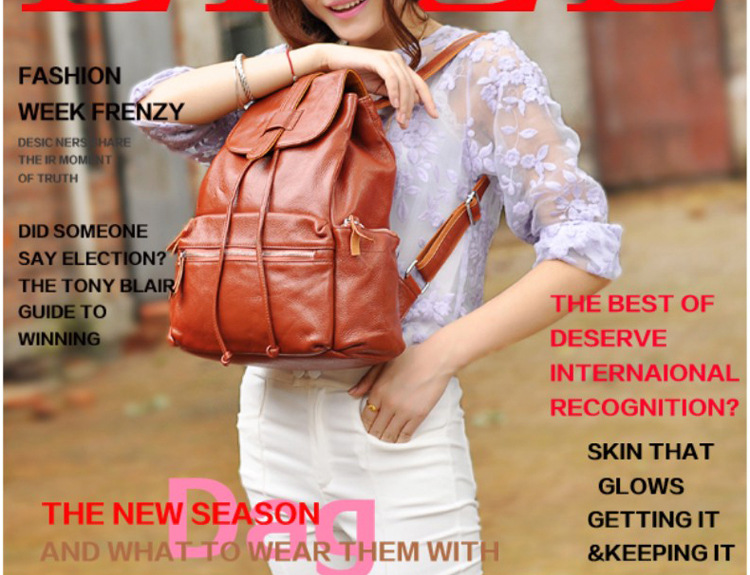 FASHION
WEEK FRENZY
DESIC NERS SHARE
THE IR MOMENT
OF TRUTH
DID SOMEONE
SAY ELECTION?
THE TONY BLAIR
GUIDE TO
WINNING
THE BEST OF
DESERVE
INTERNAIONAL
RECOGNITION?
SKIN THAT
GLOWS
GETTING IT
&KEEPING IT
Dag
THE NEW SEASON
AND WHAT TO WEAR THEM WITH